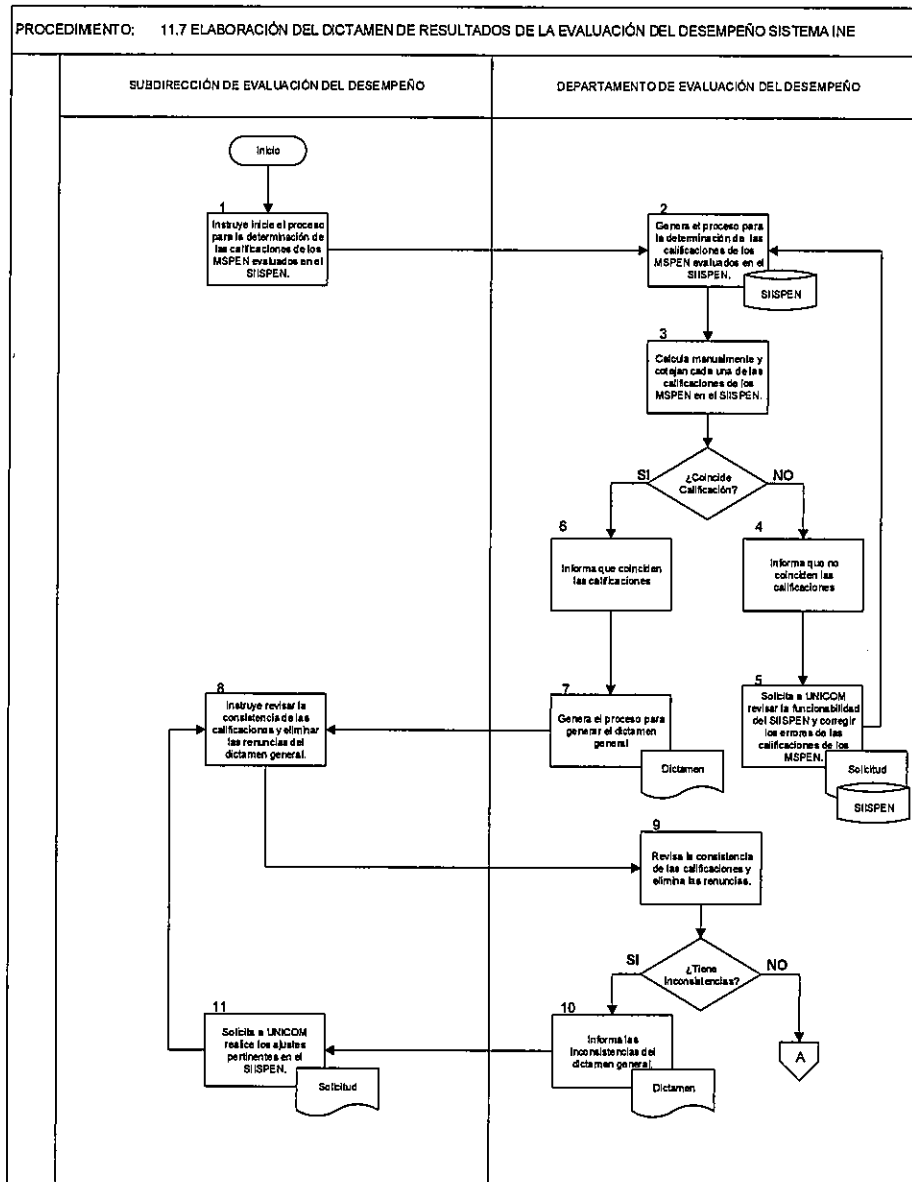 PROCEDIMIENTO: 11.7 ELABORACIÓN DEL DICTAMEN DE RESULTADOS DE LA EVALUACIÓN DEL DESEMPEÑO SISTEMA INE
SUBDIRECCIÓN DE EVALUACIÓN DEL DESEMPEÑO
DEPARTAMENTO DE EVALUACIÓN DEL DESEMPEÑO
Inicio
1
Instruye inicie el proceso
para la determinación de
las calificaciones de los
MSPEN evaluados en el
SIISPEN.
2
Genera el proceso para
la determinación de las
calificaciones de los
MSPEN evaluados en el
SIISPEN.
SIISPEN
3
Calcula manualmente y
cotejan cada una de las
calificaciones de los
MSPEN en el SIISPEN.
SI
¿Coincide
Calificación?
NO
6
Informa que coinciden
las calificaciones
4
Informa que no
coinciden las
calificaciones
7
Genera el proceso para
generar el dictamen
general
Dictamen
5
Solicita a UNICOM
revisar la funcionabilidad
del SIISPEN y corregir
los errores de las
calificaciones de los
MSPEN.
Solicitud
SIISPEN
8
Instruye revisar la
consistencia de las
calificaciones y eliminar
las renuncias del
dictamen general.
9
Revisa la consistencia
de las calificaciones y
elimina las renuncias.
SI
¿Tiene
Inconsistencias?
NO
11
Solicita a UNICOM
realice los ajustes
pertinentes en el
SIISPEN.
Solicitud
10
Informa las
Inconsistencias del
dictamen general.
Dictamen
A